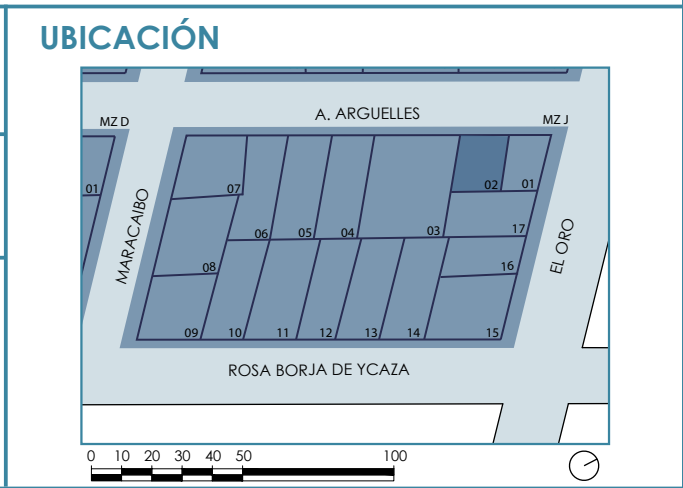 UBICACIÓN
A. ARGUELLES
MZ D
MZ J
01
07
02
01
MARACAIBO
06
05
04
03
17
EL ORO
08
16
09
10
11
12
13
14
15
ROSA BORJA DE YCAZA
0 10 20 30 40 50 100